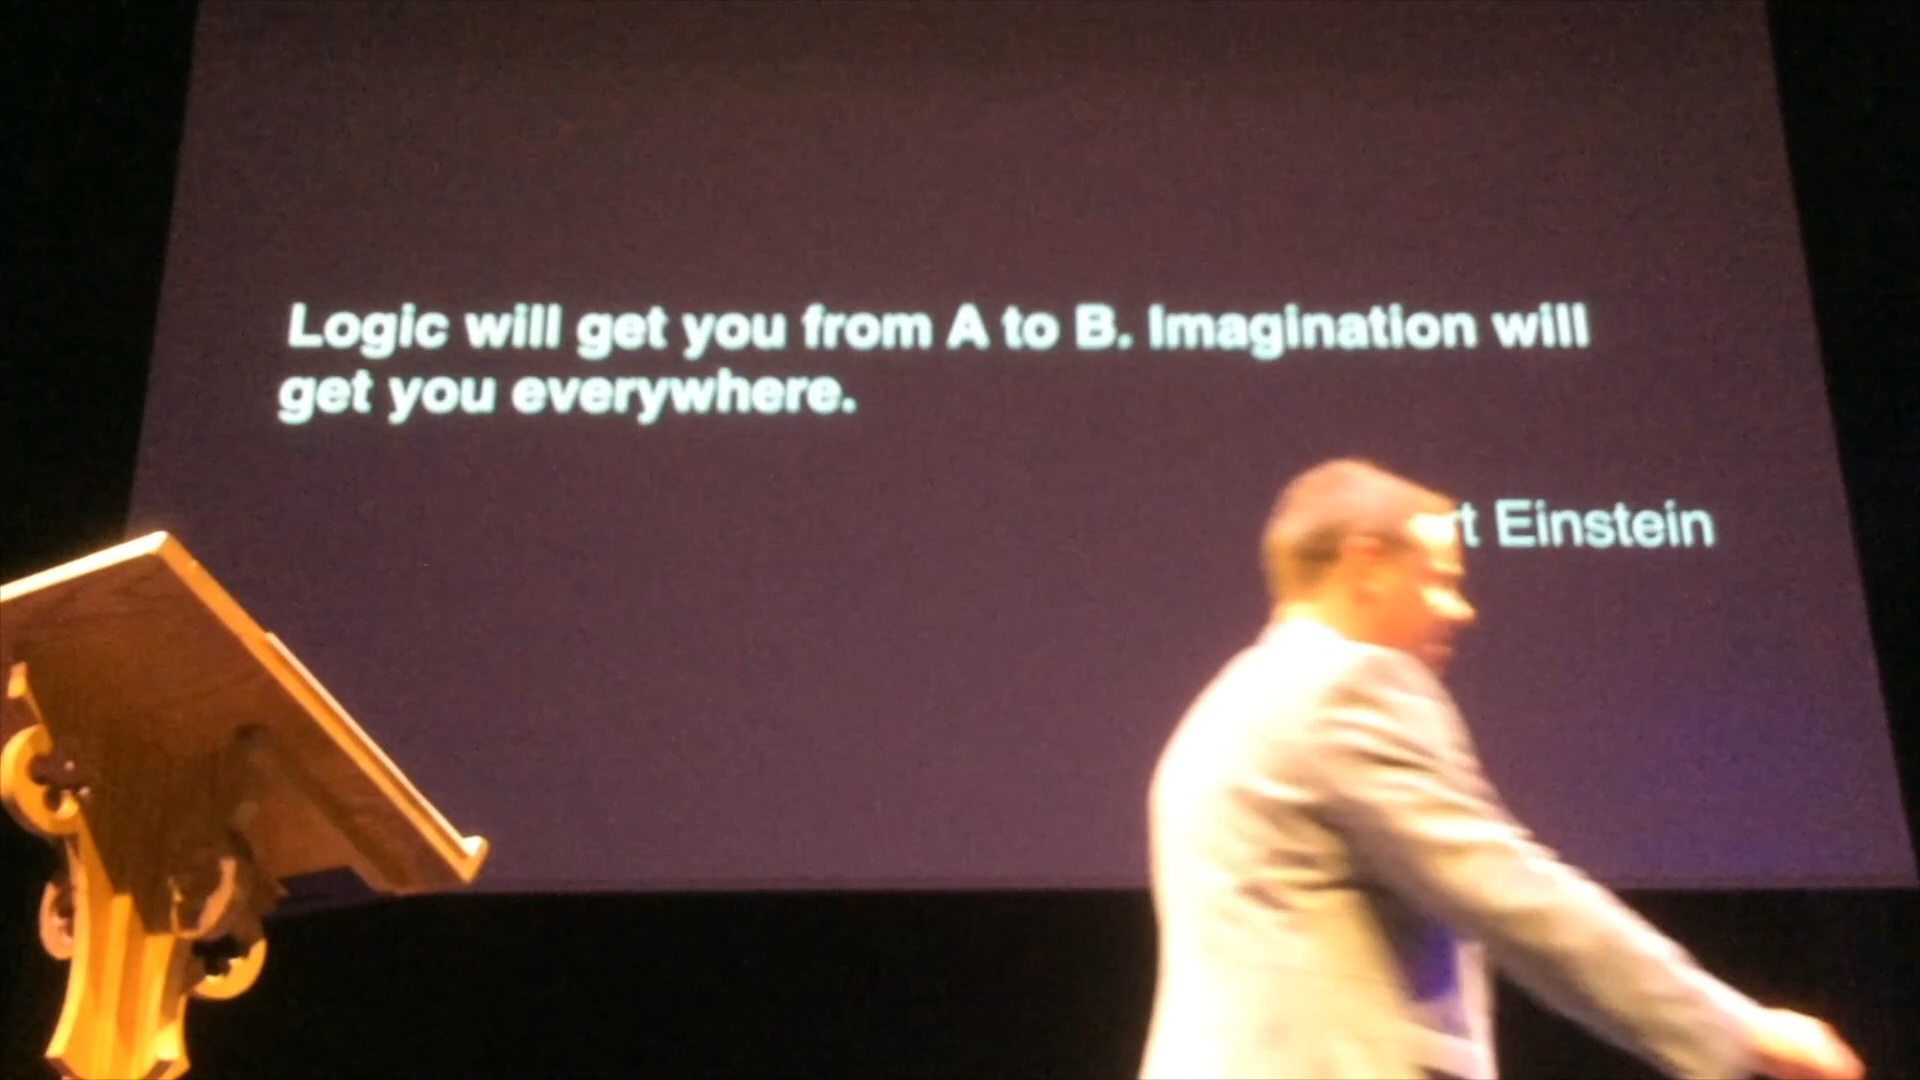 Logic will get you from A to B. Imagination will
get you everywhere.
Einstein